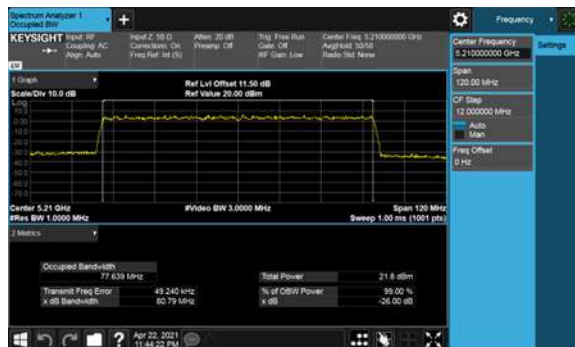 Spectrum Analyzer 1
Occupied BW
Frequency
KEYSIGHT Input: RF
Coupling: AC
Align: Auto
Input Z: 50 Ω
Corrections: On
Freq Ref: Int (S)
Atten: 20 dB
Preamp: Off
Trig: Free Run
Gate: Off
#IF Gain: Low
Center Freq: 5.210000000 GHz
Avg|Hold: 50/50
Radio Std: None
Center Frequency
5.210000000 GHz
Settings
Span
120.00 MHz
CF Step
12.000000 MHz
Auto
Man
Freq Offset
0 Hz
1 Graph
Scale/Div 10.0 dB
Ref Lvl Offset 11.50 dB
Ref Value 20.00 dBm
Log
Center 5.21 GHz
#Res BW 1.0000 MHz
#Video BW 3.0000 MHz
Span 120 MHz
Sweep 1.00 ms (1001 pts)
2 Metrics
Occupied Bandwidth
77.639 MHz
Total Power 21.8 dBm
Transmit Freq Error 49.240 kHz
% of OBW Power 99.00 %
x dB Bandwidth 80.79 MHz
x dB -26.00 dB
Apr 22, 2021
11:44:22 PM